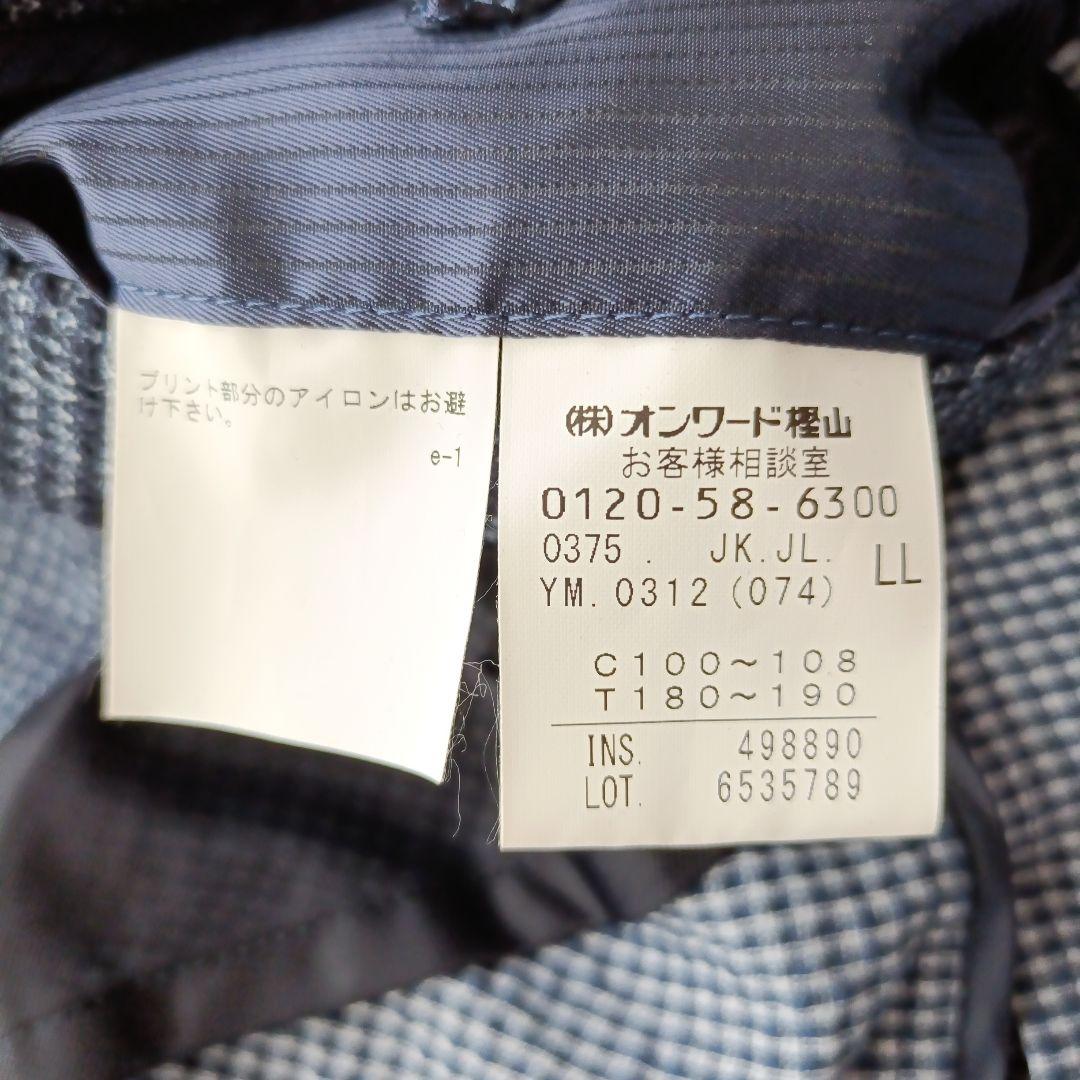 プリント部分のアイロンはお避
け下さい。
e-1
(株)オンワード樫山
お客様相談室
0120-58-6300
0375 . JK.JL.
LL
YM. 0312 (074)
C100～108
T180～190
INS. 498890
LOT. 6535789